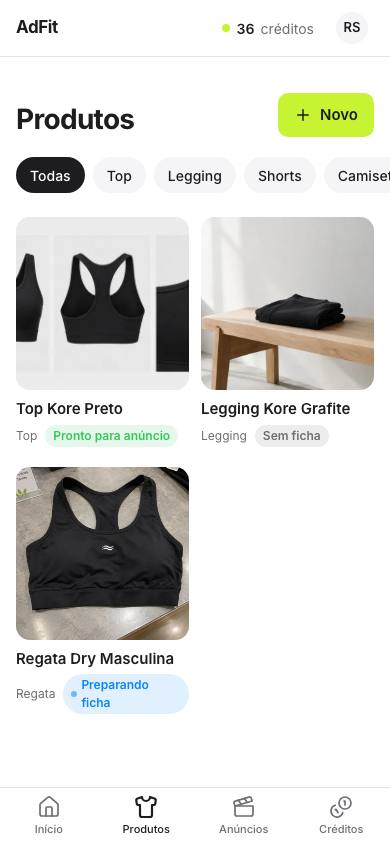 AdFit
36 créditos
RS
Produtos
Novo
Todas
Top
Legging
Shorts
Top Kore Preto
Top
Pronto para anúncio
Legging Kore Grafite
Legging
Sem ficha
Regata Dry Masculina
Regata
Preparando
ficha
Início
Produtos
Anúncios
Créditos